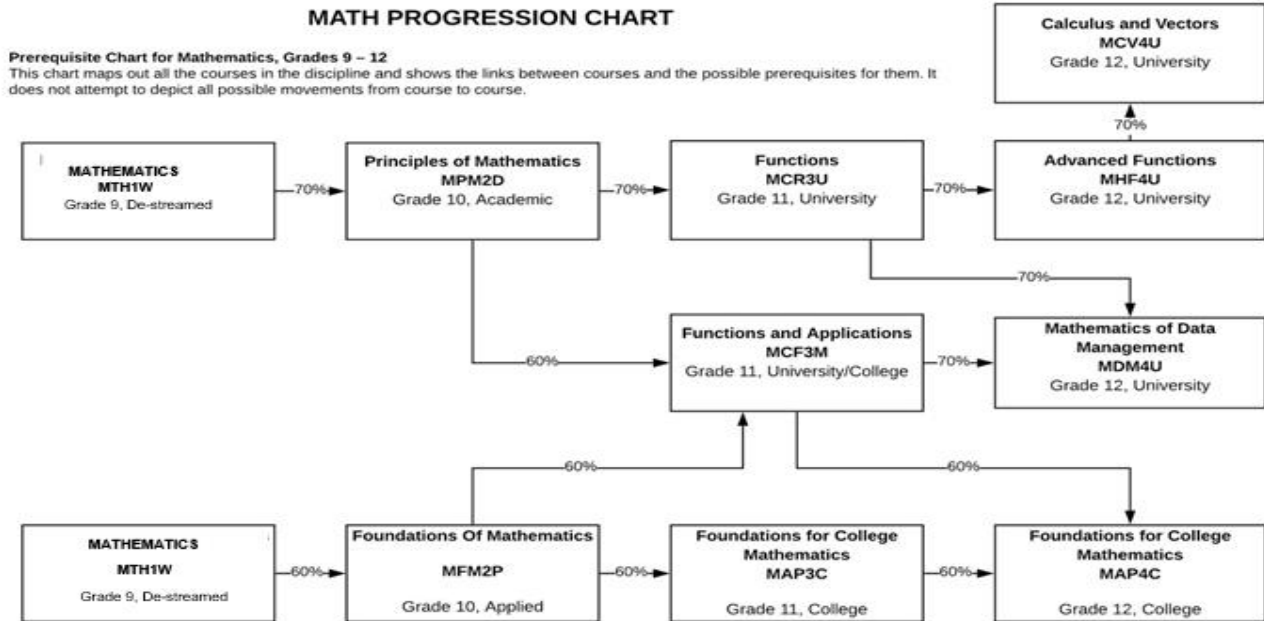 MATH PROGRESSION CHART
Prerequisite Chart for Mathematics, Grades 9 – 12
This chart maps out all the courses in the discipline and shows the links between courses and the possible prerequisites for them. It
does not attempt to depict all possible movements from course to course.
Calculus and Vectors
MCV4U
Grade 12, University
70%
MATHEMATICS
MTH1W
Grade 9, De-streamed
70%
Principles of Mathematics
MPM2D
Grade 10, Academic
70%
Functions
MCR3U
Grade 11, University
70%
Advanced Functions
MHF4U
Grade 12, University
70%
60%
Functions and Applications
MCF3M
Grade 11, University/College
70%
Mathematics of Data
Management
MDM4U
Grade 12, University
60%
60%
MATHEMATICS
MTH1W
Grade 9, De-streamed
60%
Foundations Of Mathematics
MFM2P
Grade 10, Applied
60%
Foundations for College
Mathematics
MAP3C
Grade 11, College
60%
Foundations for College
Mathematics
MAP4C
Grade 12, College